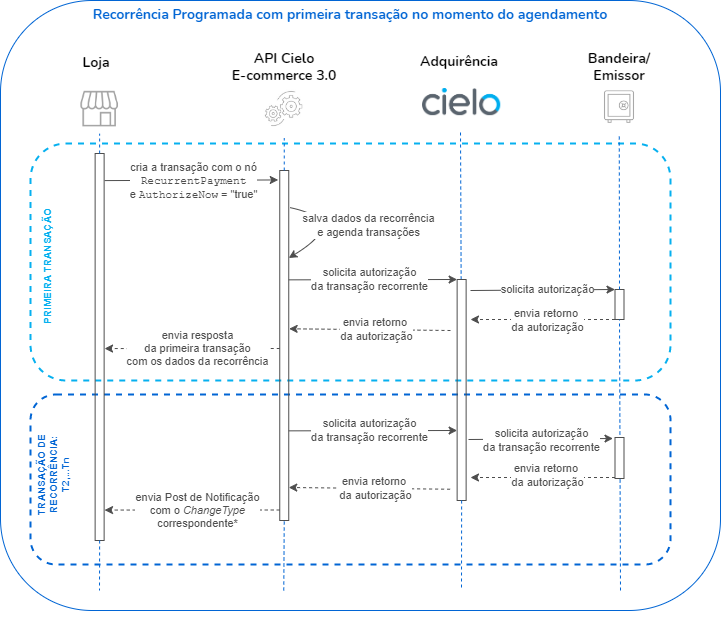 Recorrência Programada com primeira transação no momento do agendamento
Loja
API Cielo
E-commerce 3.0
Adquirência
Bandeira/
Emissor
cielo
PRIMEIRA TRANSAÇÃO
cria a transação com o nó
RecurrentPayment
e AuthorizeNow = "true"
salva dados da recorrência
e agenda transações
solicita autorização
da transação recorrente
solicita autorização
envia retorno
da autorização
envia retorno
da autorização
envia resposta
da primeira transação
com os dados da recorrência
TRANSAÇÃO DE
RECORRÊNCIA:
T2,...Tn
solicita autorização
da transação recorrente
solicita autorização
da transação recorrente
envia retorno
da autorização
envia retorno
da autorização
envia Post de Notificação
com o ChangeType
correspondente*